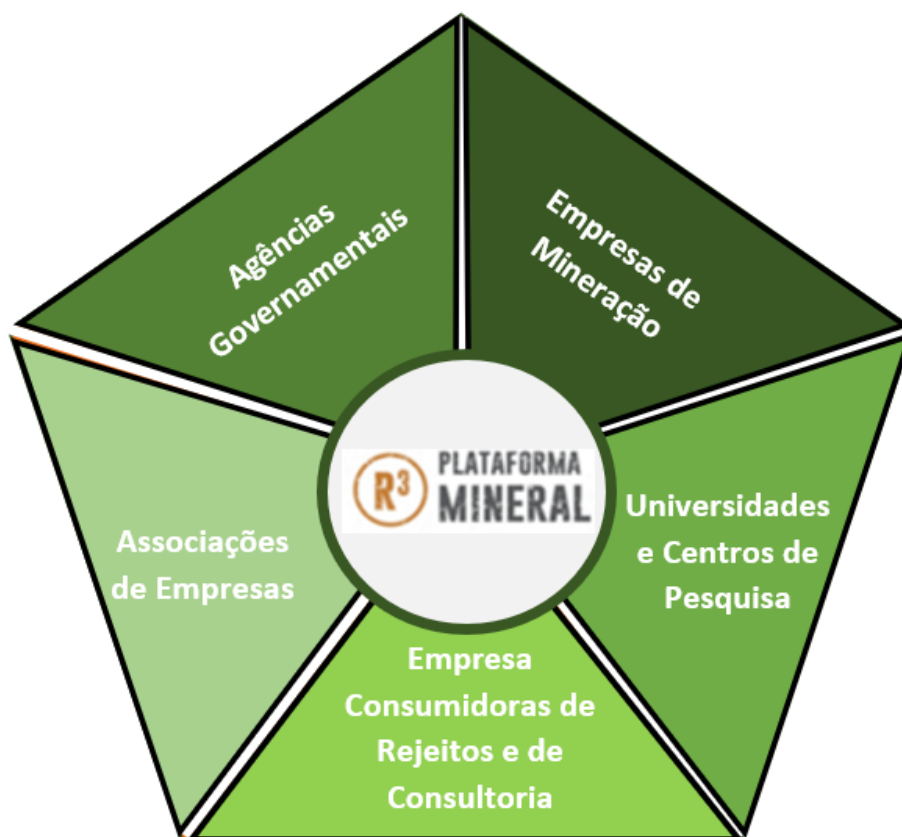 Agências
Governamentais
Empresas de
Mineração
R³ PLATAFORMA
MINERAL
Associações
de Empresas
Universidades
e Centros de
Pesquisa
Empresa
Consumidoras de
Rejeitos e de
Consultoria